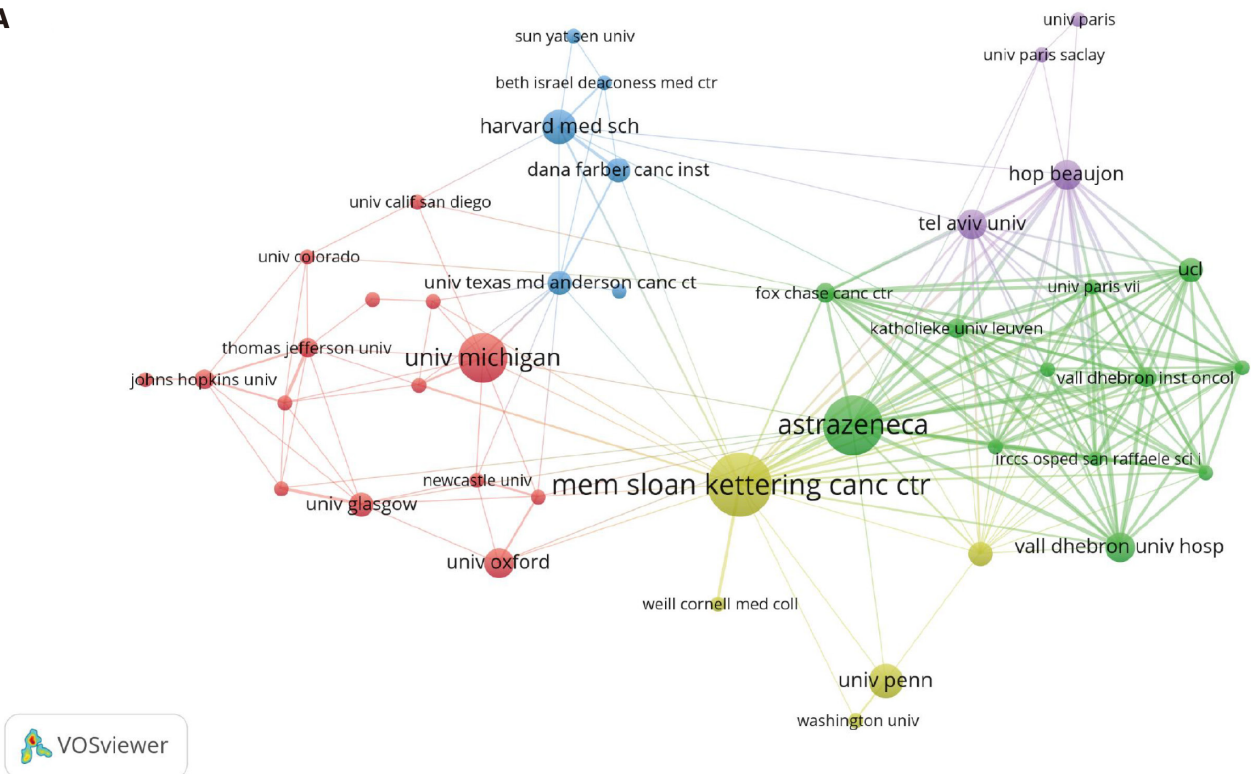 A
univ paris
sun yat sen univ
univ paris saclay
beth israel deaconess med ctr
harvard med sch
dana farber canc inst
hop beaujon
univ calif san diego
tel aviv univ
univ colorado
ucl
univ texas md anderson canc ct
univ paris vii
fox chase canc ctr
katholieke univ leuven
thomas jefferson univ
univ michigan
johns hopkins univ
vall dhebron inst oncol
astrazeneca
irccs osped san raffaele sci i
newcastle univ
mem sloan kettering canc ctr
univ glasgow
vall dhebron univ hosp
univ oxford
weill cornell med coll
univ penn
washington univ
VOSviewer